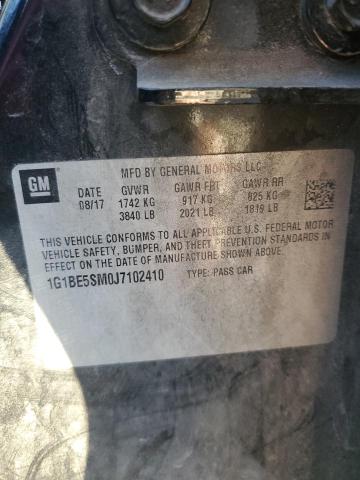 GM
MFD BY GENERAL MOTORS LLC
DATE GVWR GAWR FRT GAWR RR
08/17 1742 KG 917 KG 825 KG
3840 LB 2021 LB 1819 LB
THIS VEHICLE CONFORMS TO ALL APPLICABLE U.S. FEDERAL MOTOR
VEHICLE SAFETY, BUMPER, AND THEFT PREVENTION STANDARDS IN
EFFECT ON THE DATE OF MANUFACTURE SHOWN ABOVE.
1G1BE5SM0J7102410 TYPE: PASS CAR